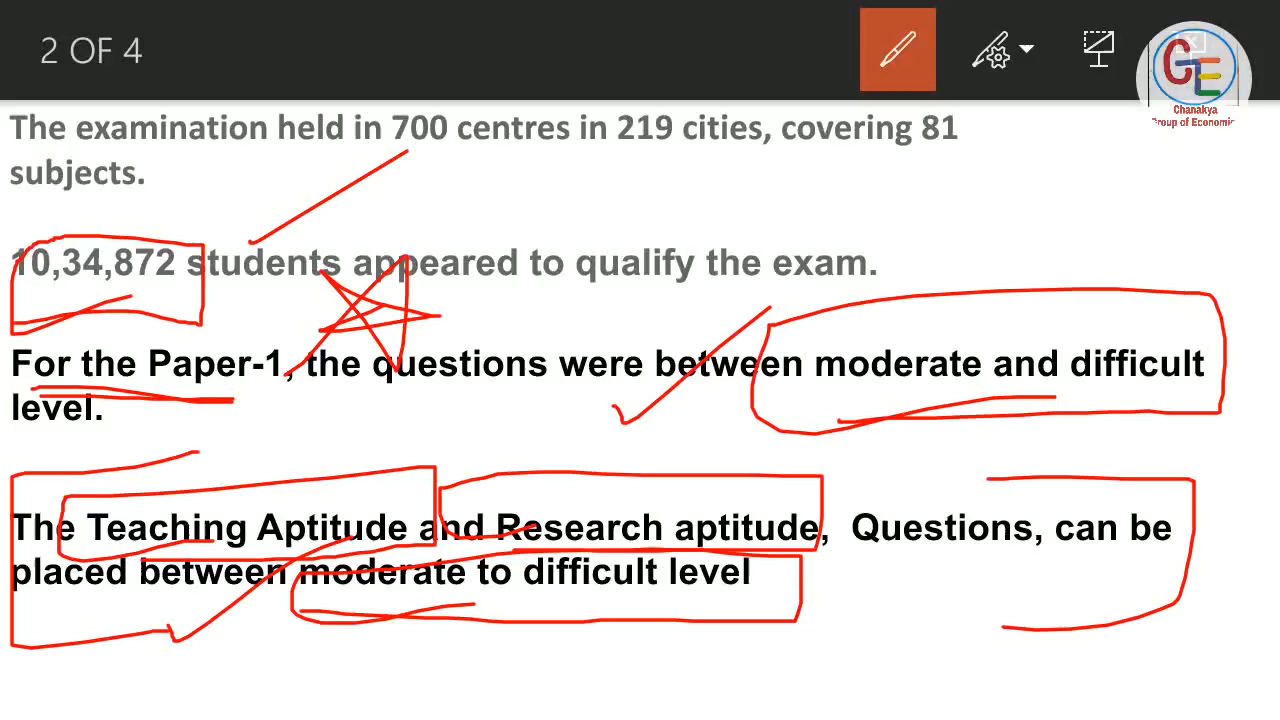 2 OF 4
CTE
Chanakya
Group of Economic
The examination held in 700 centres in 219 cities, covering 81
subjects.
10,34,872 students appeared to qualify the exam.
For the Paper-1, the questions were between moderate and difficult
level.
The Teaching Aptitude and Research aptitude, Questions, can be
placed between moderate to difficult level